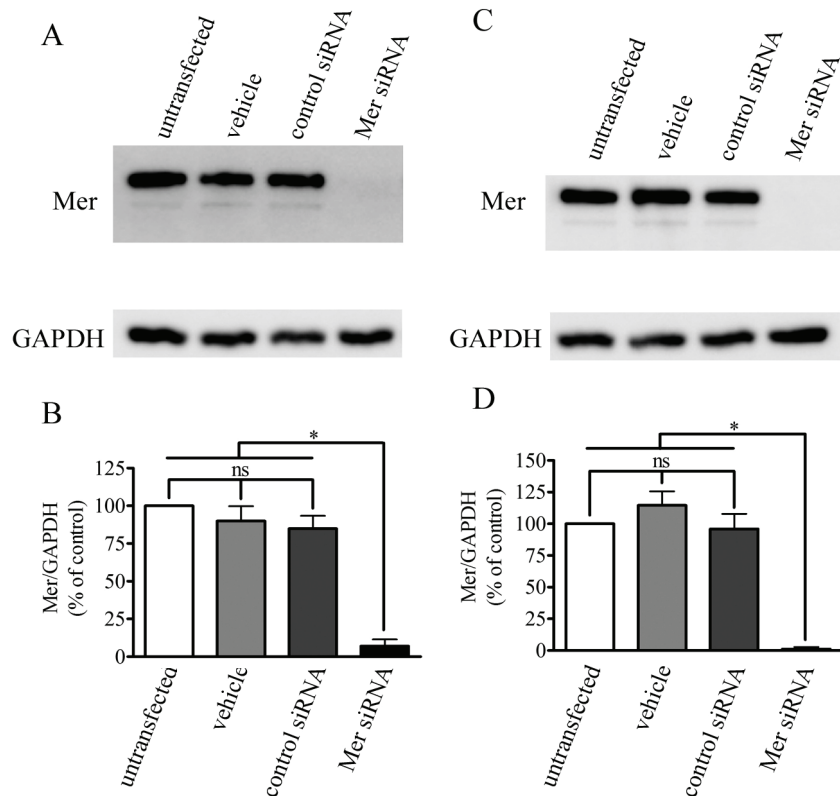 A
untransfected
vehicle
control siRNA
Mer siRNA
Mer
GAPDH
B
*
ns
125
100
75
50
25
0
Mer/GAPDH
(% of control)
untransfected
vehicle
control siRNA
Mer siRNA
C
untransfected
vehicle
control siRNA
Mer siRNA
Mer
GAPDH
D
*
ns
150
125
100
75
50
25
0
Mer/GAPDH
(% of control)
untransfected
vehicle
control siRNA
Mer siRNA